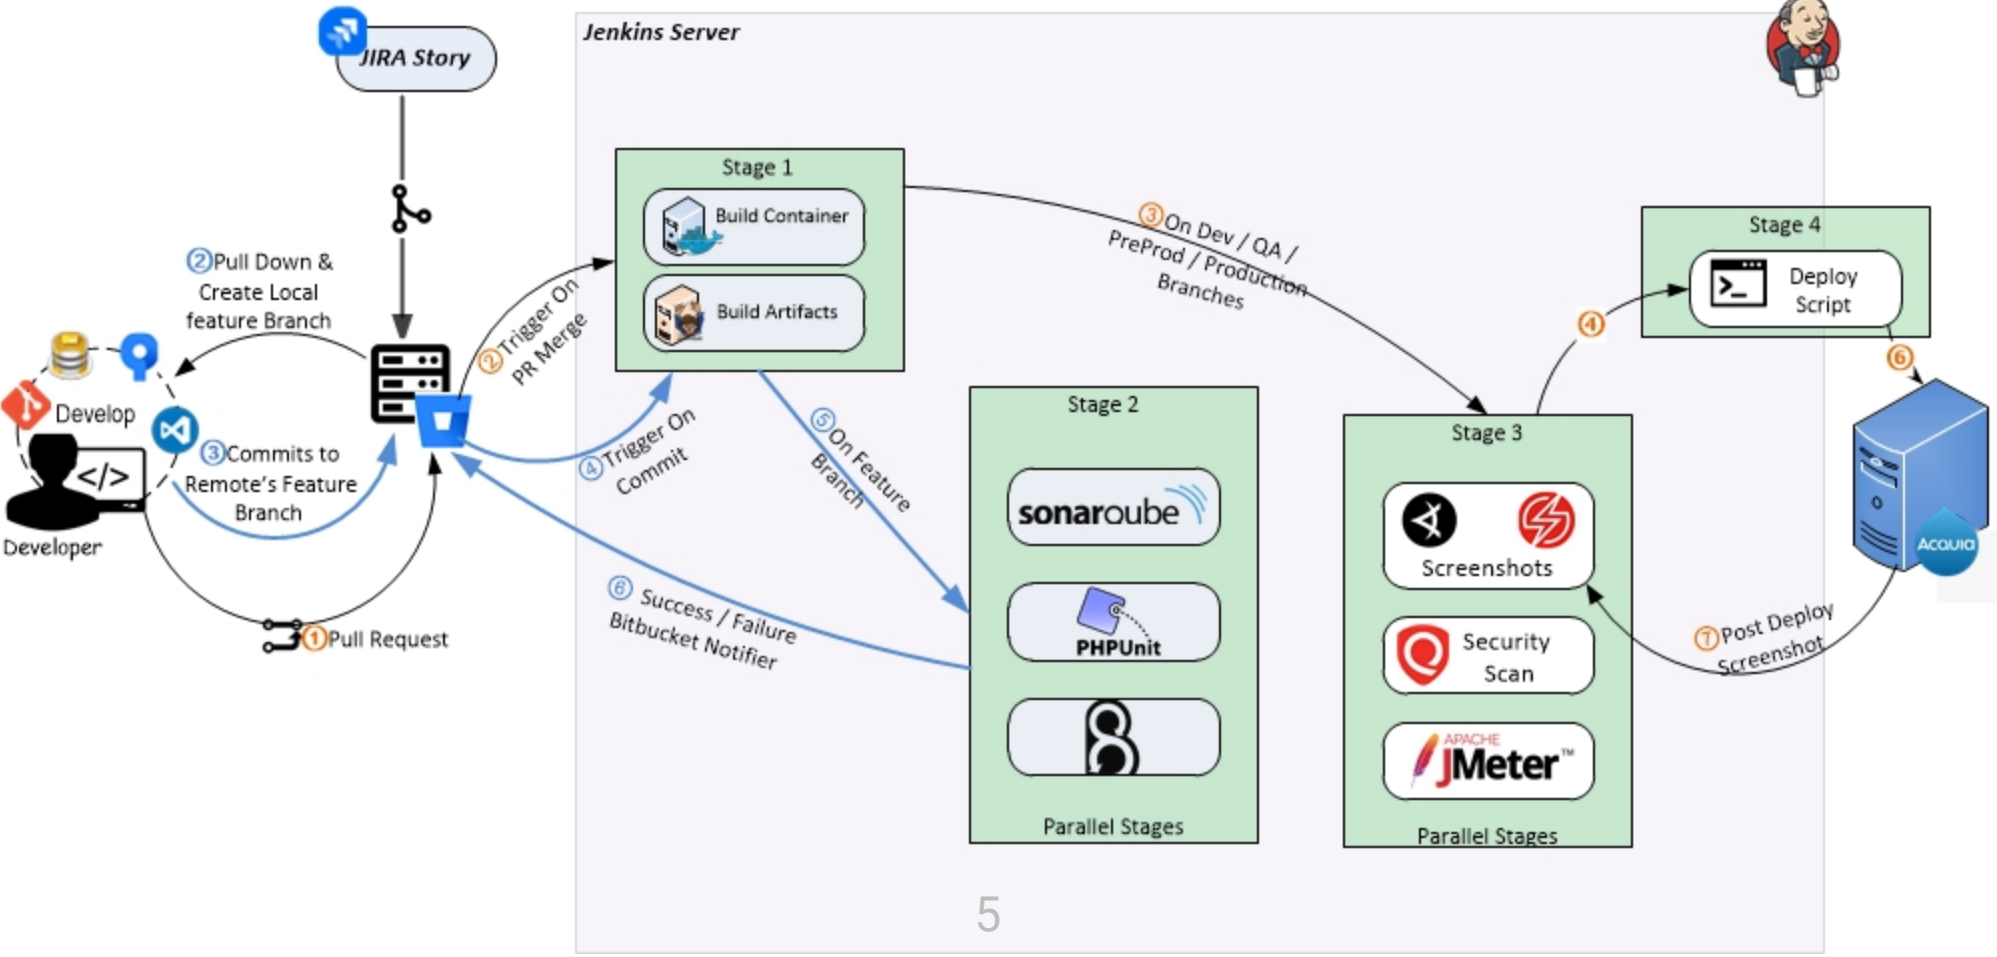 Jenkins Server
JIRA Story
Stage 1
Build Container
Build Artifacts
②Pull Down &
Create Local
feature Branch
②Trigger On
PR Merge
③On Dev / QA /
PreProd / Production
Branches
Stage 4
>_
Deploy
Script
④
⑥
Develop
</>
Developer
③Commits to
Remote's Feature
Branch
④Trigger On
Commit
⑤On Feature
Branch
⑥ Success / Failure
Bitbucket Notifier
①Pull Request
Stage 2
sonarqube
PHPUnit
Parallel Stages
Stage 3
Screenshots
Security
Scan
APACHE
JMeter™
Parallel Stages
Acquia
⑦Post Deploy
Screenshot
5